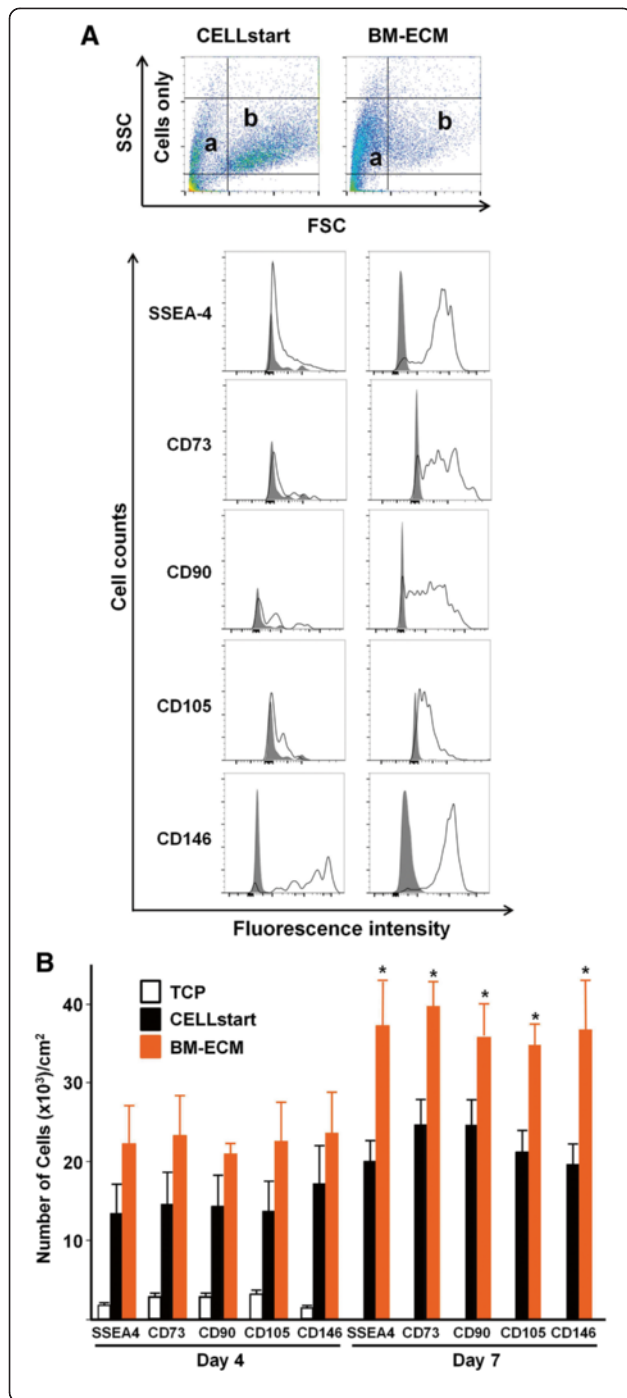 A
CELLstart BM-ECM
SSC
Cells only
a
b
a
b
FSC
Cell counts
SSEA-4
CD73
CD90
CD105
CD146
Fluorescence intensity
B
Number of Cells (x10³)/cm²
40
30
20
10
TCP
CELLstart
BM-ECM
* * * * *
SSEA4 CD73 CD90 CD105 CD146 SSEA4 CD73 CD90 CD105 CD146
Day 4 Day 7